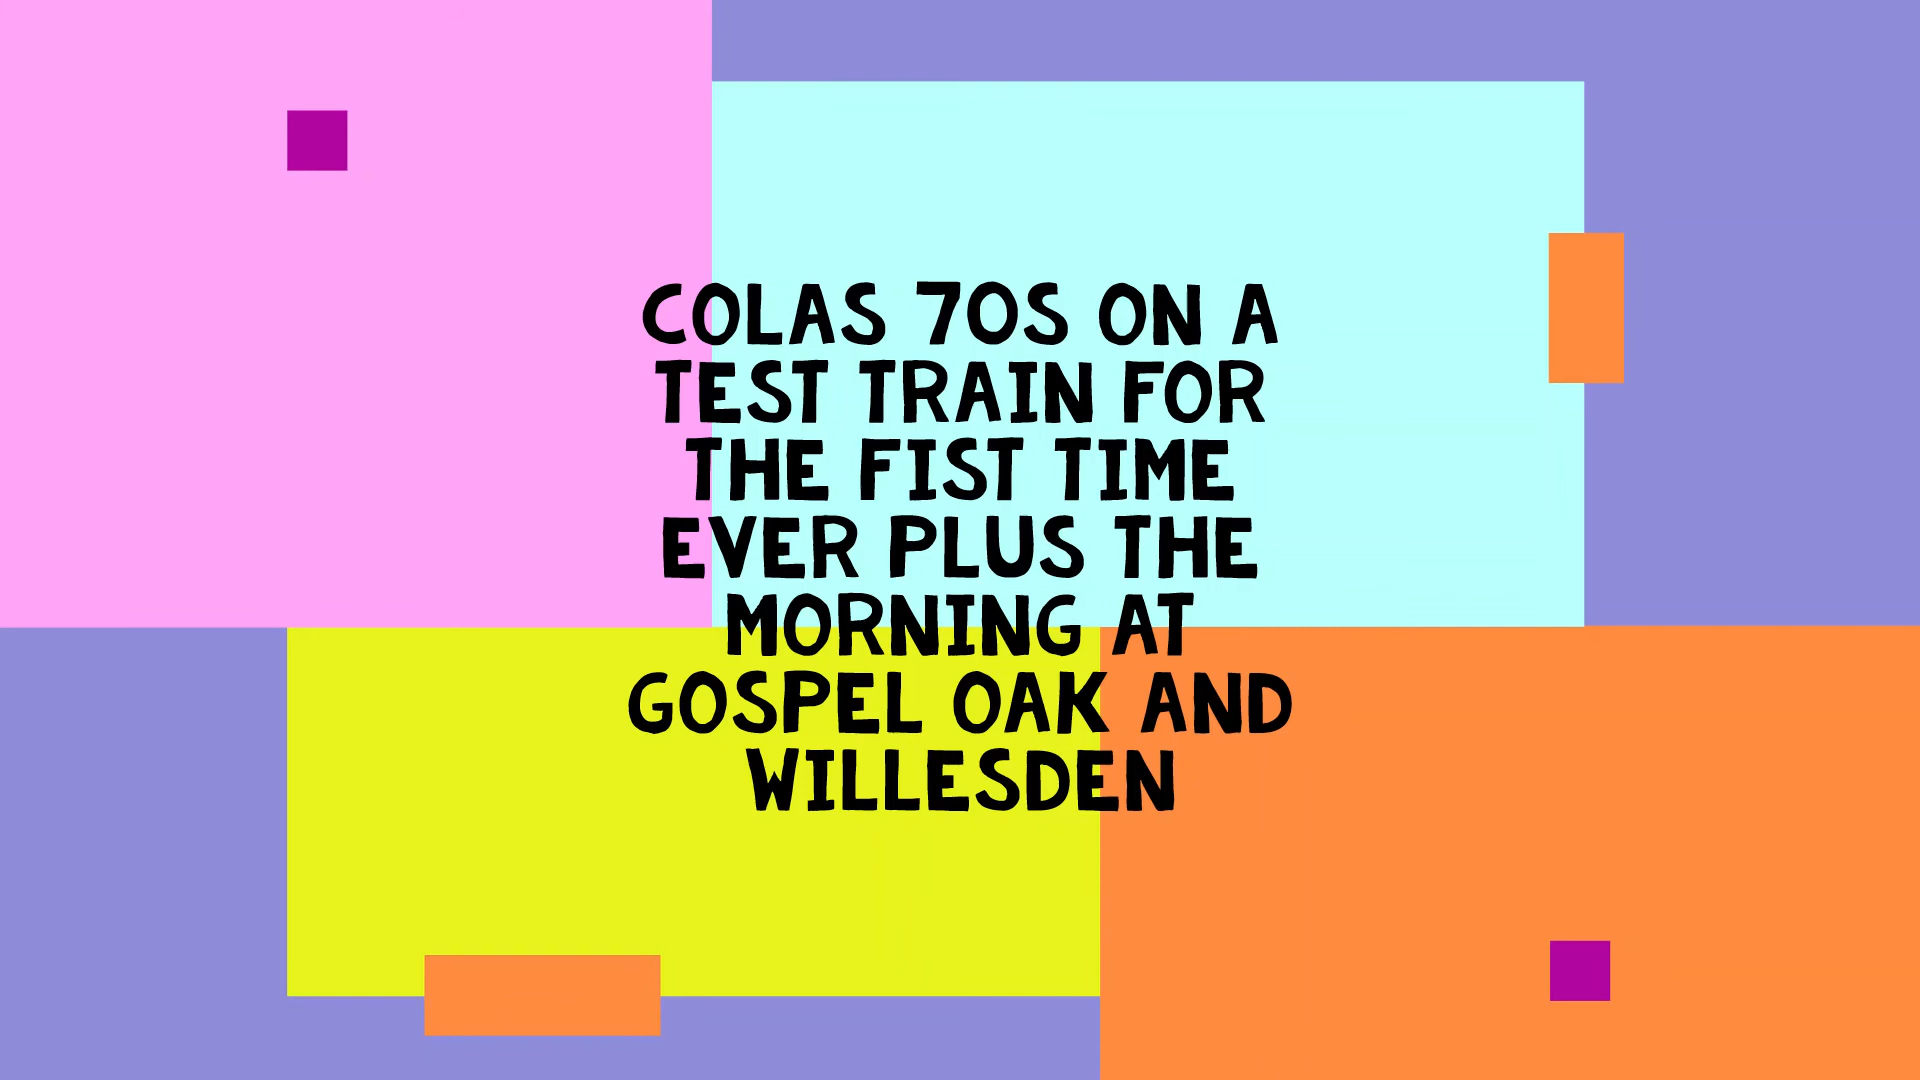 COLAS 70S ON A
TEST TRAIN FOR
THE FIST TIME
EVER PLUS THE
MORNING AT
GOSPEL OAK AND
WILLESDEN